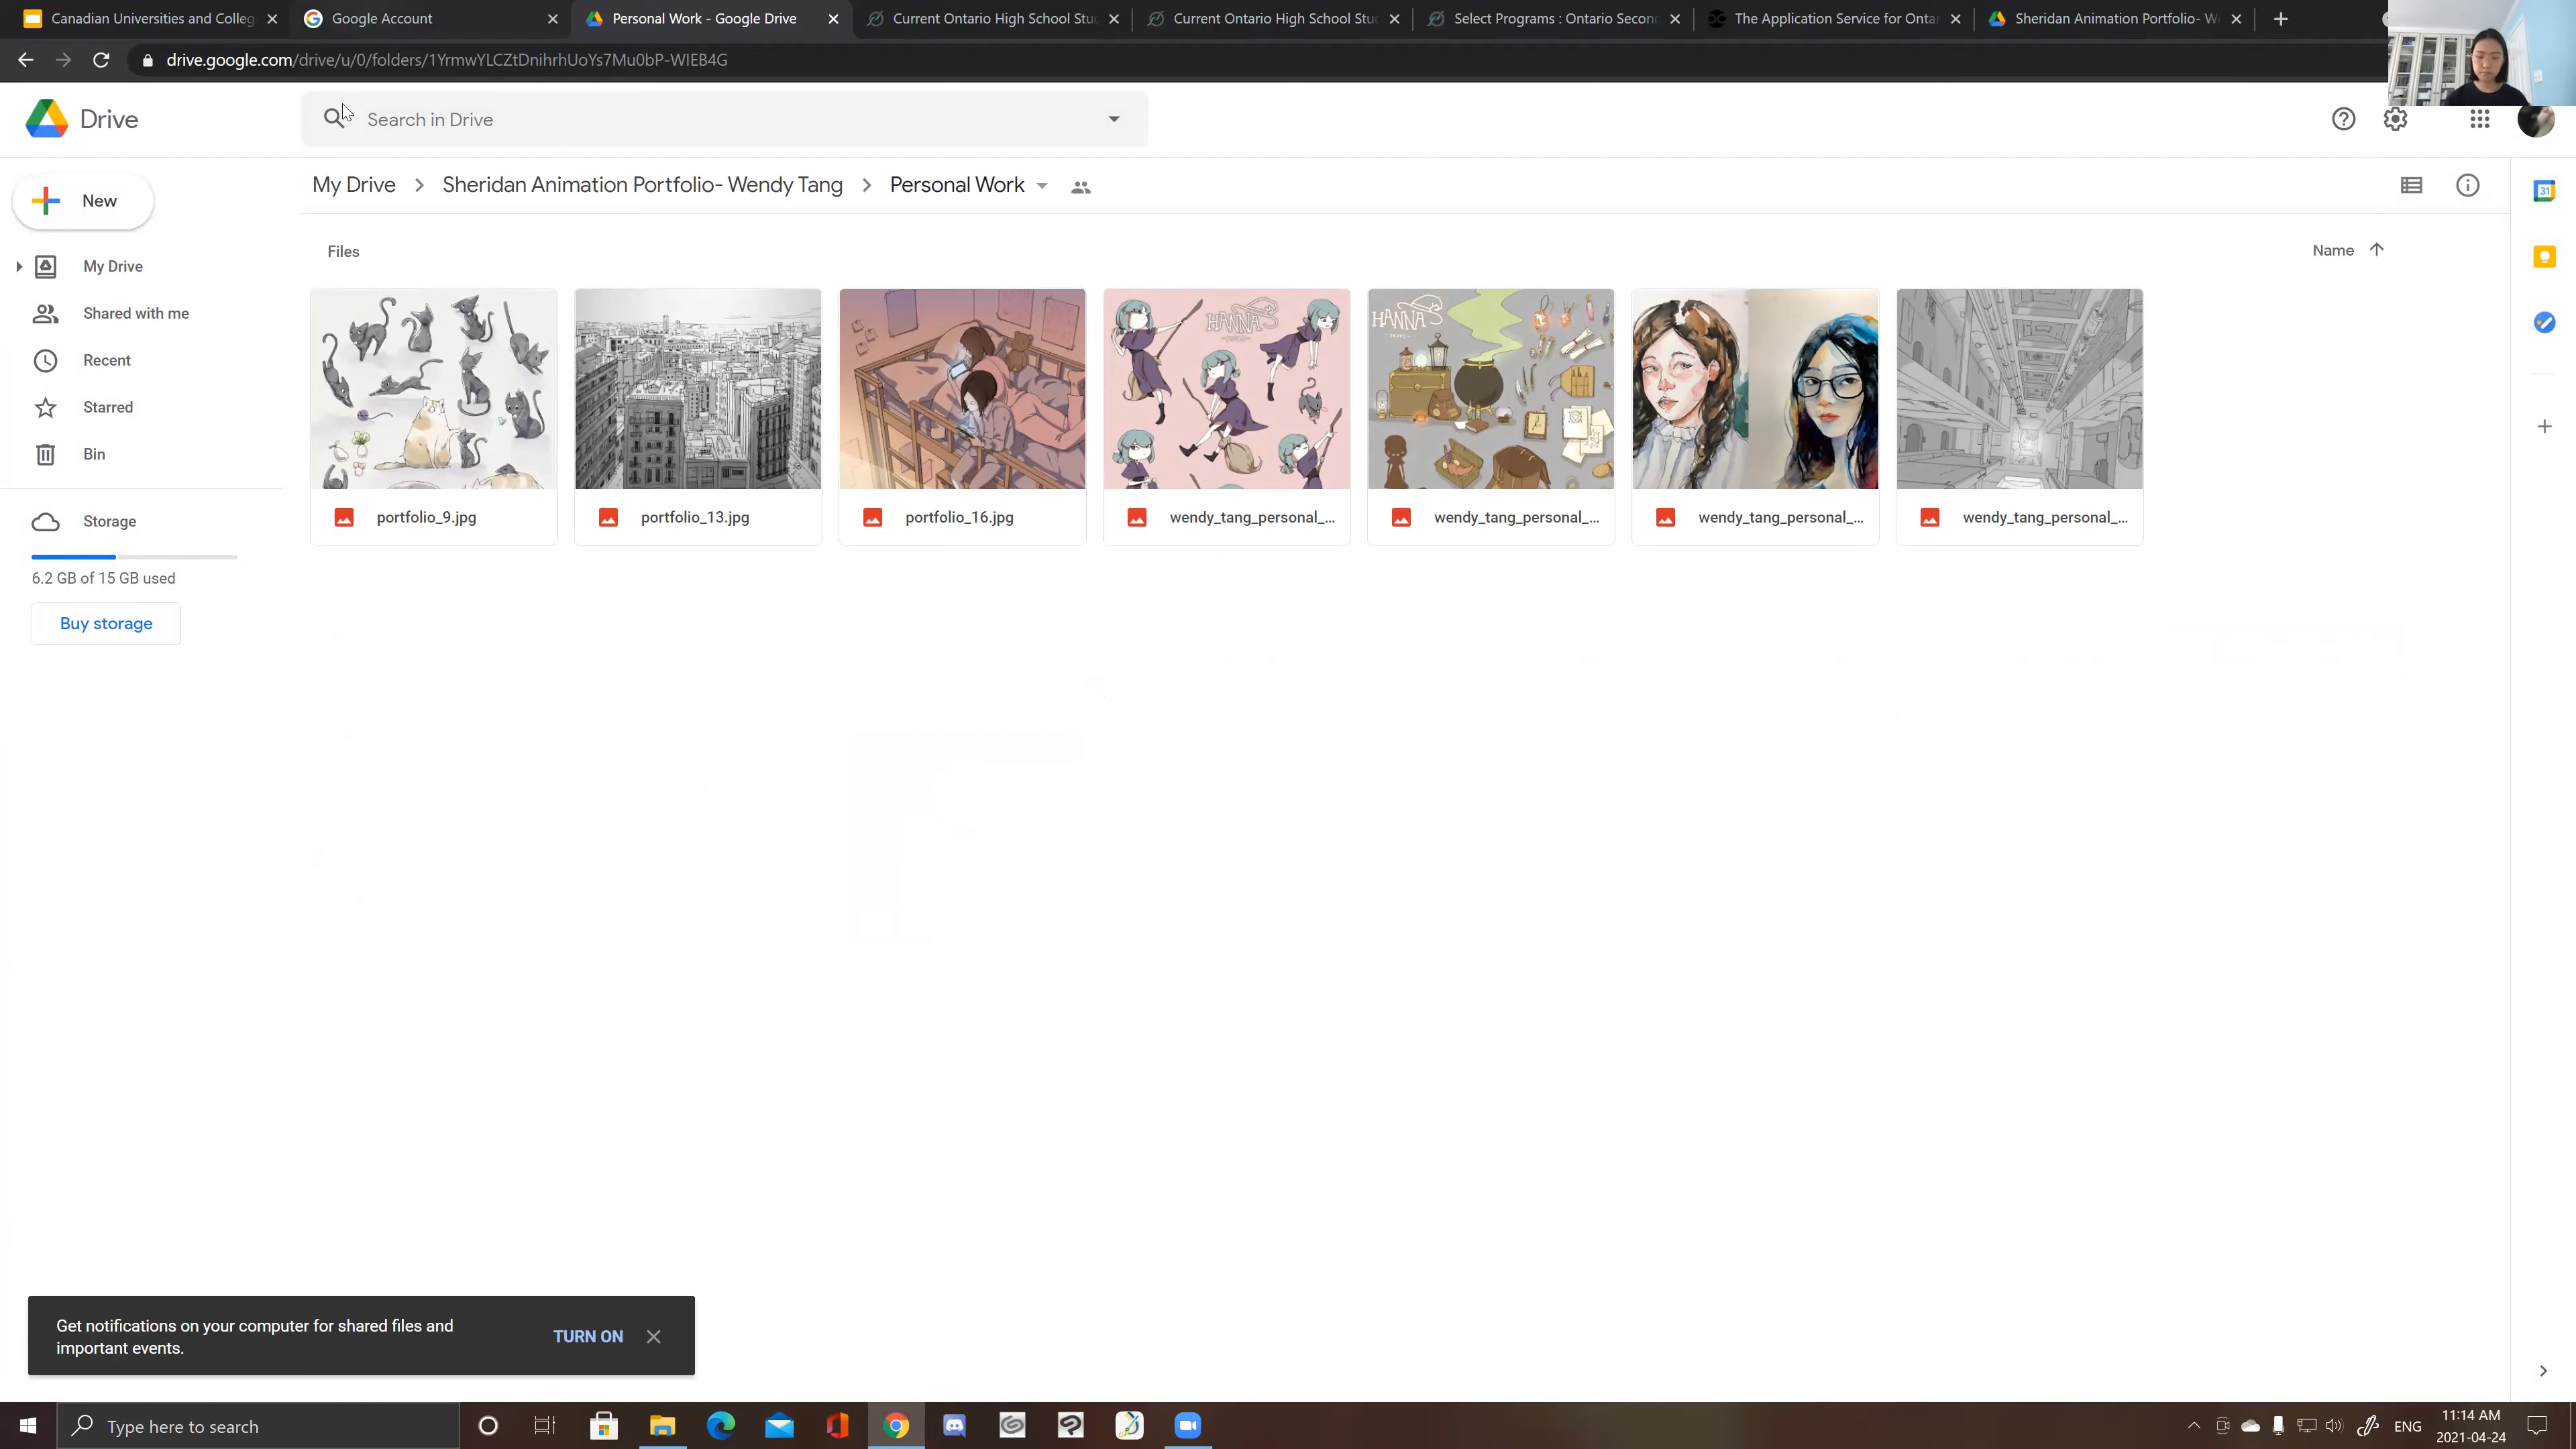 Canadian Universities and Colleg
Google Account
Personal Work - Google Drive
Current Ontario High School Stu
Current Ontario High School Stu
Select Programs : Ontario Secon
The Application Service for Onta
Sheridan Animation Portfolio- W
drive.google.com/drive/u/0/folders/1YrmwYLCZtDnihrhUoYs7Mu0bP-WIEB4G
Drive
Search in Drive
My Drive
Sheridan Animation Portfolio- Wendy Tang
Personal Work
New
Files
Name
My Drive
Shared with me
Recent
Starred
Bin
Storage
6.2 GB of 15 GB used
Buy storage
HANNA'S
HANNA'S
portfolio_9.jpg
portfolio_13.jpg
portfolio_16.jpg
wendy_tang_personal_...
wendy_tang_personal_...
wendy_tang_personal_...
wendy_tang_personal_...
31
Get notifications on your computer for shared files and
important events.
TURN ON
Type here to search
ENG
11:14 AM
2021-04-24